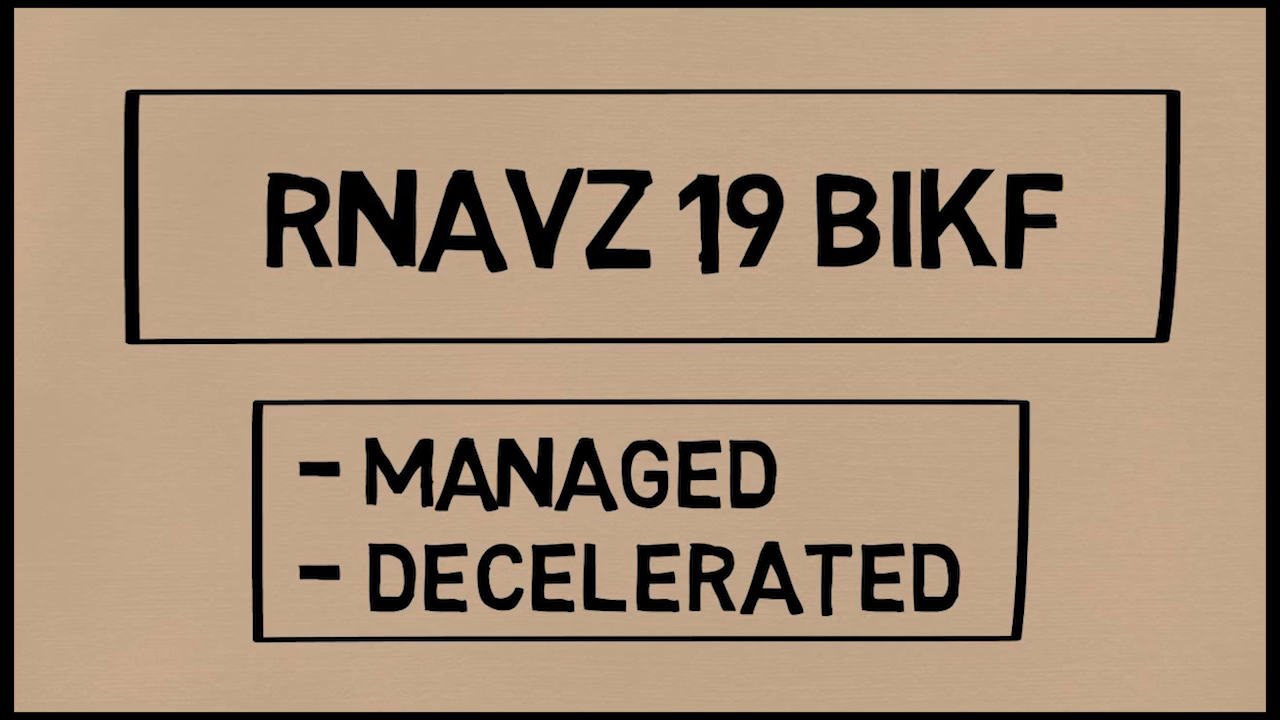 RNAVZ 19 BIKF
- MANAGED
- DECELERATED